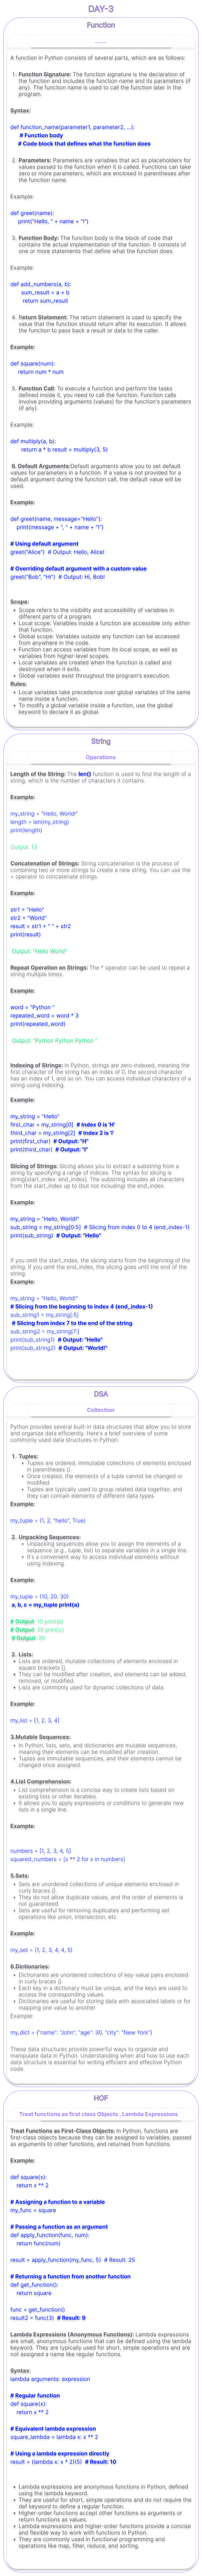 DAY-3
Function
A function in Python consists of several parts, which are as follows:
1. Function Signature: The function signature is the declaration of
the function and includes the function name and its parameters (if
any). The function name is used to call the function later in the
program.
Syntax:
def function_name(parameter1, parameter2, ...):
# Function body
# Code block that defines what the function does
2. Parameters: Parameters are variables that act as placeholders for
values passed to the function when it is called. Functions can take
zero or more parameters, which are enclosed in parentheses after
the function name.
Example:
def greet(name):
print("Hello, " + name + "!")
3. Function Body: The function body is the block of code that
contains the actual implementation of the function. It consists of
one or more statements that define what the function does.
Example:
def add_numbers(a, b):
sum_result = a + b
return sum_result
4. Return Statement: The return statement is used to specify the
value that the function should return after its execution. It allows
the function to pass back a result or data to the caller.
Example:
def square(num):
return num * num
5. Function Call: To execute a function and perform the tasks
defined inside it, you need to call the function. Function calls
involve providing arguments (values) for the function's parameters
(if any).
Example:
def multiply(a, b):
return a * b result = multiply(3, 5)
6. Default Arguments:Default arguments allow you to set default
values for parameters in a function. If a value is not provided for a
default argument during the function call, the default value will be
used.
Example:
def greet(name, message="Hello"):
print(message + ", " + name + "!")
# Using default argument
greet("Alice") # Output: Hello, Alice!
# Overriding default argument with a custom value
greet("Bob", "Hi") # Output: Hi, Bob!
Scope:
• Scope refers to the visibility and accessibility of variables in
different parts of a program.
• Local scope: Variables inside a function are accessible only within
that function.
• Global scope: Variables outside any function can be accessed
from anywhere in the code.
• Function can access variables from its local scope, as well as
variables from higher-level scopes.
• Local variables are created when the function is called and
destroyed when it exits.
• Global variables exist throughout the program's execution.
Rules:
• Local variables take precedence over global variables of the same
name inside a function.
• To modify a global variable inside a function, use the global
keyword to declare it as global.
String
Operations
Length of the String: The len() function is used to find the length of a
string, which is the number of characters it contains.
Example:
my_string = "Hello, World!"
length = len(my_string)
print(length)
Output: 13
Concatenation of Strings: String concatenation is the process of
combining two or more strings to create a new string. You can use the
+ operator to concatenate strings.
Example:
str1 = "Hello"
str2 = "World"
result = str1 + " " + str2
print(result)
Output: "Hello World"
Repeat Operation on Strings: The * operator can be used to repeat a
string multiple times.
Example:
word = "Python "
repeated_word = word * 3
print(repeated_word)
Output: "Python Python Python "
Indexing of Strings: In Python, strings are zero-indexed, meaning the
first character of the string has an index of 0, the second character
has an index of 1, and so on. You can access individual characters of a
string using indexing.
Example:
my_string = "Hello"
first_char = my_string[0] # Index 0 is 'H'
third_char = my_string[2] # Index 2 is 'l'
print(first_char) # Output: "H"
print(third_char) # Output: "l"
Slicing of Strings: Slicing allows you to extract a substring from a
string by specifying a range of indices. The syntax for slicing is
string[start_index: end_index]. The substring includes all characters
from the start_index up to (but not including) the end_index.
Example:
my_string = "Hello, World!"
sub_string = my_string[0:5] # Slicing from index 0 to 4 (end_index-1)
print(sub_string) # Output: "Hello"
If you omit the start_index, the slicing starts from the beginning of the
string. If you omit the end_index, the slicing goes until the end of the
string.
Example:
my_string = "Hello, World!"
# Slicing from the beginning to index 4 (end_index-1)
sub_string1 = my_string[:5]
# Slicing from index 7 to the end of the string
sub_string2 = my_string[7:]
print(sub_string1) # Output: "Hello"
print(sub_string2) # Output: "World!"
DSA
Collection
Python provides several built-in data structures that allow you to store
and organize data efficiently. Here's a brief overview of some
commonly used data structures in Python:
1. Tuples:
• Tuples are ordered, immutable collections of elements enclosed
in parentheses ().
• Once created, the elements of a tuple cannot be changed or
modified.
• Tuples are typically used to group related data together, and
they can contain elements of different data types.
Example:
my_tuple = (1, 2, "hello", True)
2. Unpacking Sequences:
• Unpacking sequences allow you to assign the elements of a
sequence (e.g., tuple, list) to separate variables in a single line.
• It's a convenient way to access individual elements without
using indexing.
Example:
my_tuple = (10, 20, 30)
a, b, c = my_tuple print(a)
# Output: 10 print(b)
# Output: 20 print(c)
# Output: 30
2. Lists:
• Lists are ordered, mutable collections of elements enclosed in
square brackets [].
• They can be modified after creation, and elements can be added,
removed, or modified.
• Lists are commonly used for dynamic collections of data.
Example:
my_list = [1, 2, 3, 4]
3.Mutable Sequences:
• In Python, lists, sets, and dictionaries are mutable sequences,
meaning their elements can be modified after creation.
• Tuples are immutable sequences, and their elements cannot be
changed once assigned.
4.List Comprehension:
• List comprehension is a concise way to create lists based on
existing lists or other iterables.
• It allows you to apply expressions or conditions to generate new
lists in a single line.
Example:
numbers = [1, 2, 3, 4, 5]
squared_numbers = [x ** 2 for x in numbers]
5.Sets:
• Sets are unordered collections of unique elements enclosed in
curly braces {}.
• They do not allow duplicate values, and the order of elements is
not guaranteed.
• Sets are useful for removing duplicates and performing set
operations like union, intersection, etc.
Example:
my_set = {1, 2, 3, 4, 4, 5}
6.Dictionaries:
• Dictionaries are unordered collections of key-value pairs enclosed
in curly braces {}.
• Each key in a dictionary must be unique, and the keys are used to
access the corresponding values.
• Dictionaries are useful for storing data with associated labels or for
mapping one value to another.
Example:
my_dict = {"name": "John", "age": 30, "city": "New York"}
These data structures provide powerful ways to organize and
manipulate data in Python. Understanding when and how to use each
data structure is essential for writing efficient and effective Python
code.
HOF
Treat functions as first class Objects , Lambda Expressions
Treat Functions as First-Class Objects: In Python, functions are
first-class objects because they can be assigned to variables, passed
as arguments to other functions, and returned from functions.
Example:
def square(x):
return x ** 2
# Assigning a function to a variable
my_func = square
# Passing a function as an argument
def apply_function(func, num):
return func(num)
result = apply_function(my_func, 5) # Result: 25
# Returning a function from another function
def get_function():
return square
func = get_function()
result2 = func(3) # Result: 9
Lambda Expressions (Anonymous Functions): Lambda expressions
are small, anonymous functions that can be defined using the lambda
keyword. They are typically used for short, simple operations and are
not assigned a name like regular functions.
Syntax:
lambda arguments: expression
# Regular function
def square(x):
return x ** 2
# Equivalent lambda expression
square_lambda = lambda x: x ** 2
# Using a lambda expression directly
result = (lambda x: x * 2)(5) # Result: 10
• Lambda expressions are anonymous functions in Python, defined
using the lambda keyword.
• They are useful for short, simple operations and do not require the
def keyword to define a regular function.
• Higher-order functions accept other functions as arguments or
return functions as values.
• Lambda expressions and higher-order functions provide a concise
and flexible way to work with functions in Python.
• They are commonly used in functional programming and
operations like map, filter, reduce, and sorting.